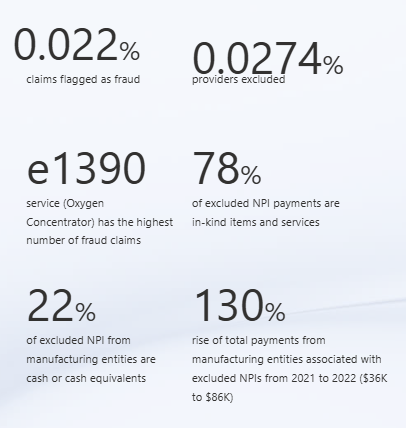 0.022%
claims flagged as fraud
0.0274%
providers excluded
e1390
service (Oxygen
Concentrator) has the highest
number of fraud claims
78%
of excluded NPI payments are
in-kind items and services
22%
of excluded NPI from
manufacturing entities are
cash or cash equivalents
130%
rise of total payments from
manufacturing entities associated with
excluded NPIs from 2021 to 2022 ($36K
to $86K)